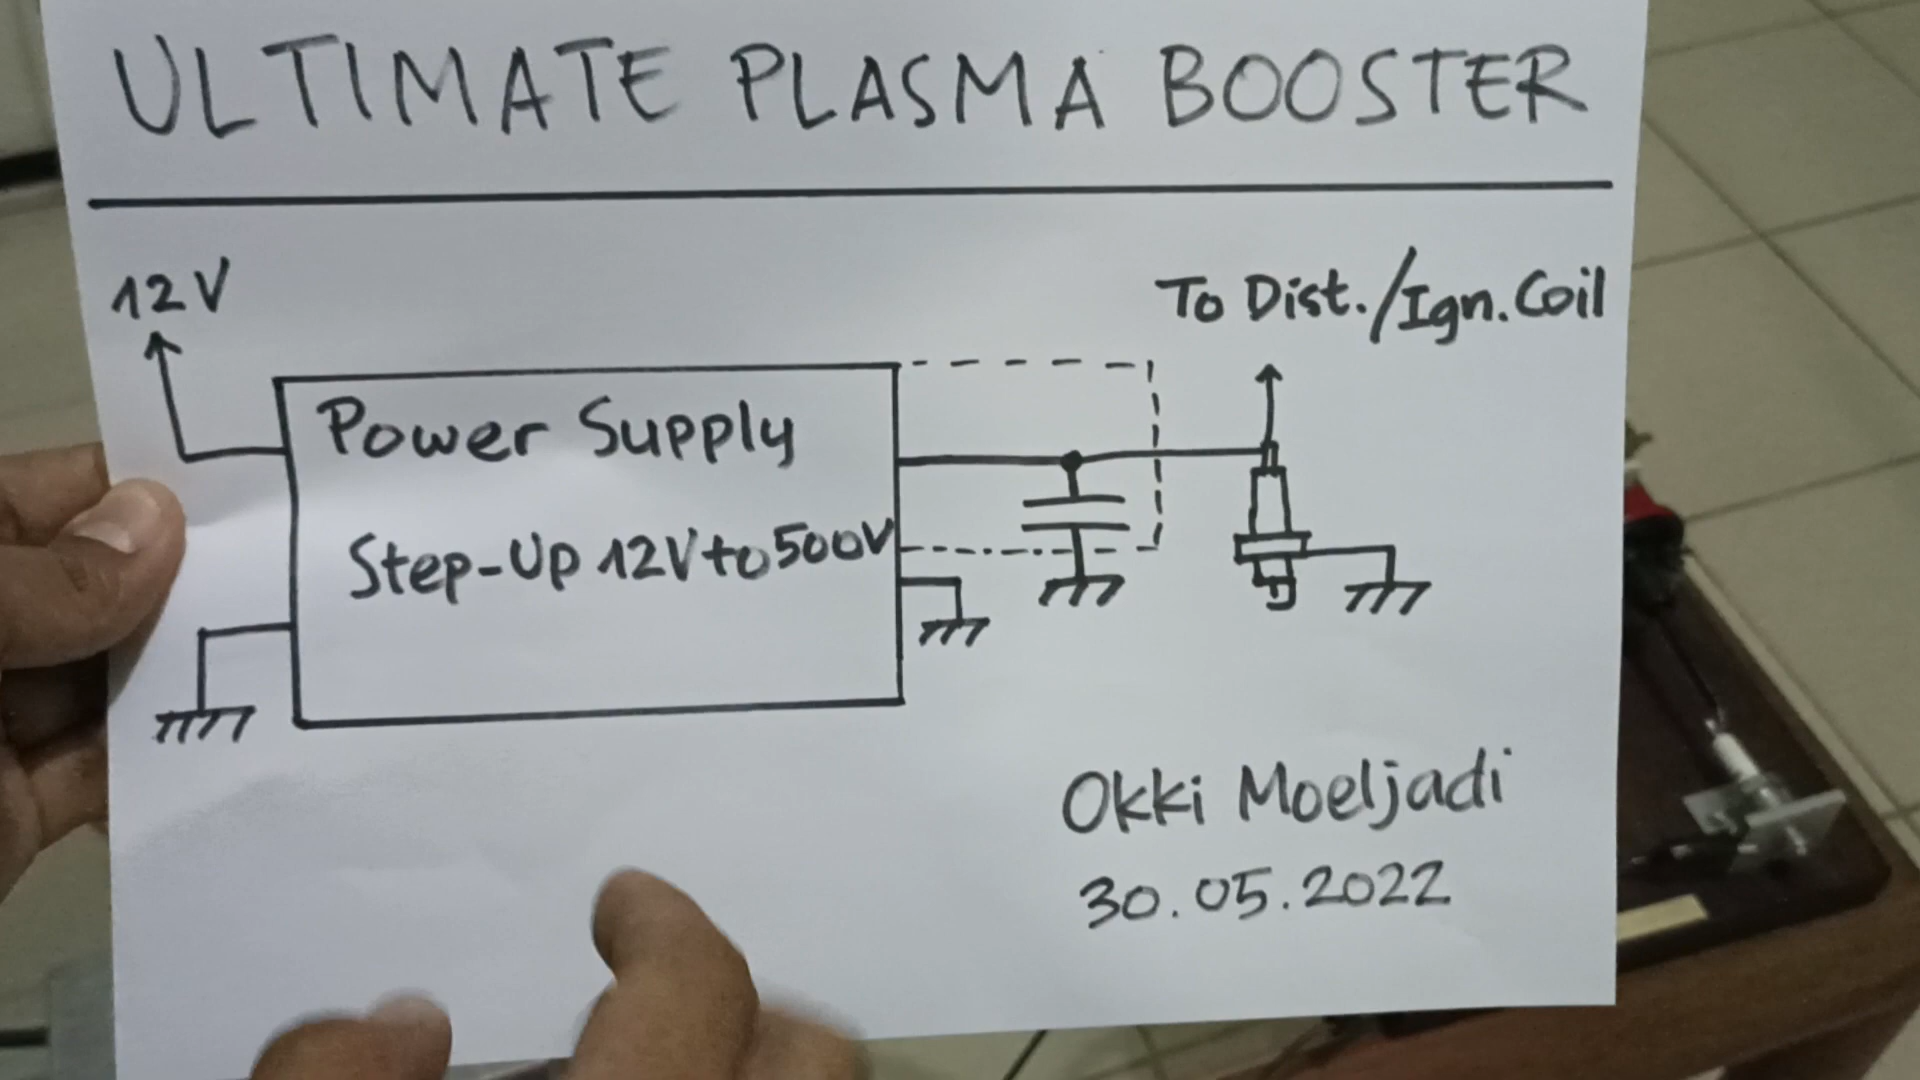 ULTIMATE PLASMA BOOSTER
12V
To Dist./Ign. Coil
Power Supply
Step-Up 12V to 500V
Okki Moeljadi
30.05.2022